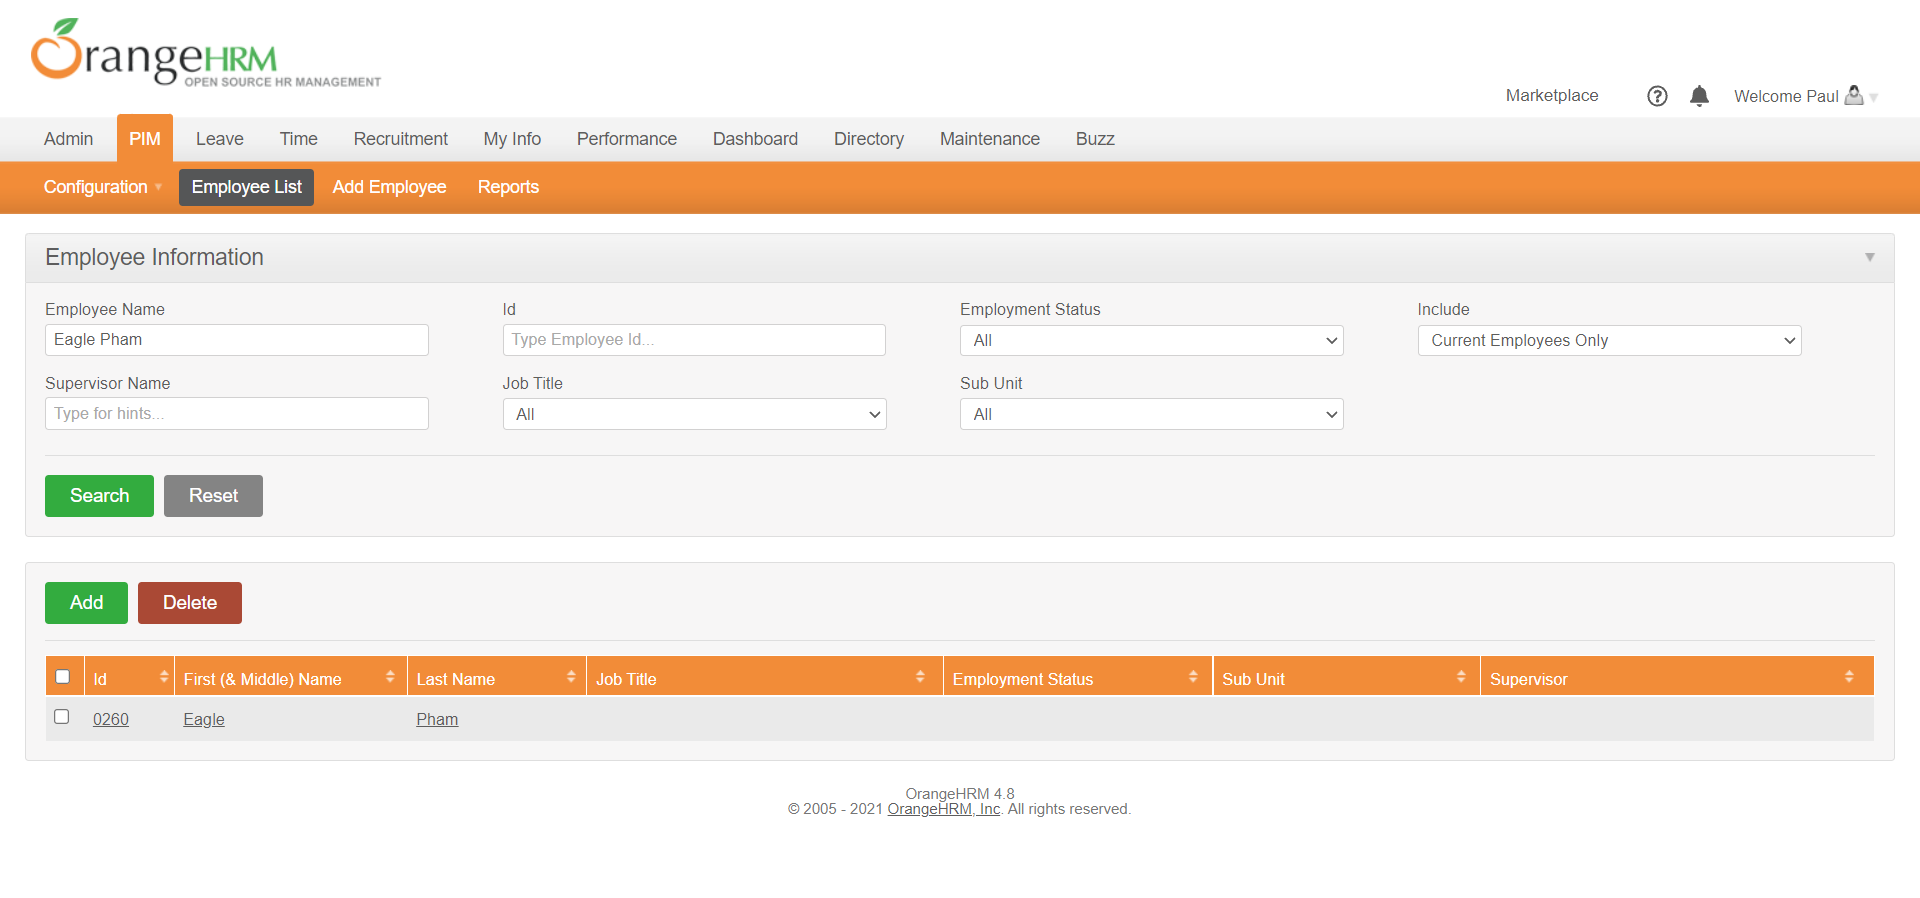 OrangeHRM
OPEN SOURCE HR MANAGEMENT
Marketplace Welcome Paul
Admin PIM Leave Time Recruitment My Info Performance Dashboard Directory Maintenance Buzz
Configuration Employee List Add Employee Reports
Employee Information
Employee Name Id Employment Status Include
Eagle Pham Type Employee Id... All Current Employees Only
Supervisor Name Job Title Sub Unit
Type for hints... All All
Search Reset
Add Delete
Id First (& Middle) Name Last Name Job Title Employment Status Sub Unit Supervisor
0260 Eagle Pham
OrangeHRM 4.8
© 2005 - 2021 OrangeHRM, Inc. All rights reserved.